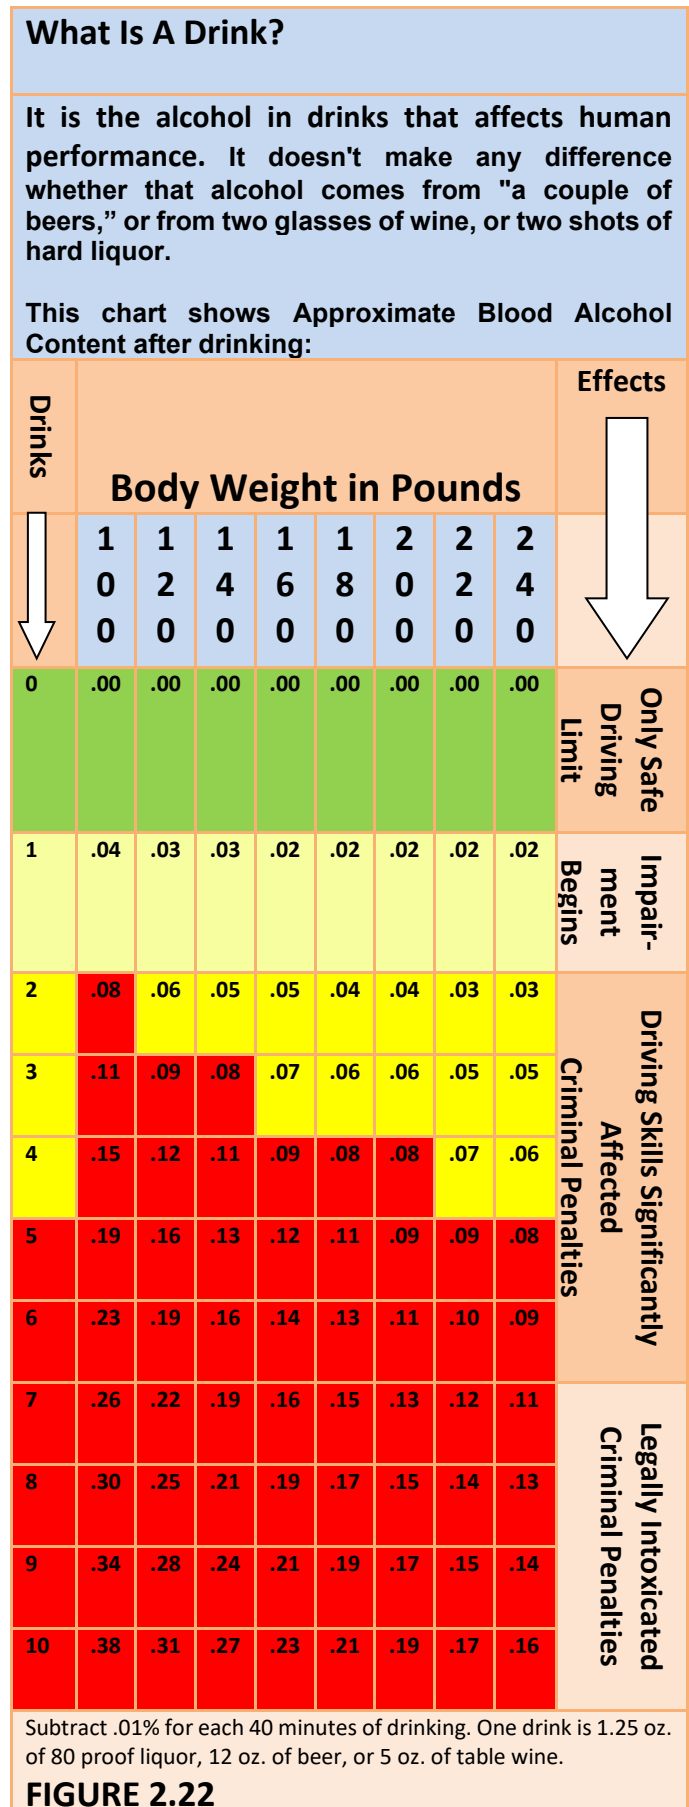 What Is A Drink?
It is the alcohol in drinks that affects human
performance. It doesn't make any difference
whether that alcohol comes from "a couple of
beers,” or from two glasses of wine, or two shots of
hard liquor.
This chart shows Approximate Blood Alcohol
Content after drinking:
Drinks
Body Weight in Pounds
Effects
100 120 140 160 180 200 220 240
0 .00 .00 .00 .00 .00 .00 .00 .00
Only Safe
Driving
Limit
1 .04 .03 .03 .02 .02 .02 .02 .02
Impair-
ment
Begins
2 .08 .06 .05 .05 .04 .04 .03 .03
3 .11 .09 .08 .07 .06 .06 .05 .05
4 .15 .12 .11 .09 .08 .08 .07 .06
5 .19 .16 .13 .12 .11 .09 .09 .08
6 .23 .19 .16 .14 .13 .11 .10 .09
Driving Skills Significantly
Affected
Criminal Penalties
7 .26 .22 .19 .16 .15 .13 .12 .11
8 .30 .25 .21 .19 .17 .15 .14 .13
9 .34 .28 .24 .21 .19 .17 .15 .14
10 .38 .31 .27 .23 .21 .19 .17 .16
Legally Intoxicated
Criminal Penalties
Subtract .01% for each 40 minutes of drinking. One drink is 1.25 oz.
of 80 proof liquor, 12 oz. of beer, or 5 oz. of table wine.
FIGURE 2.22